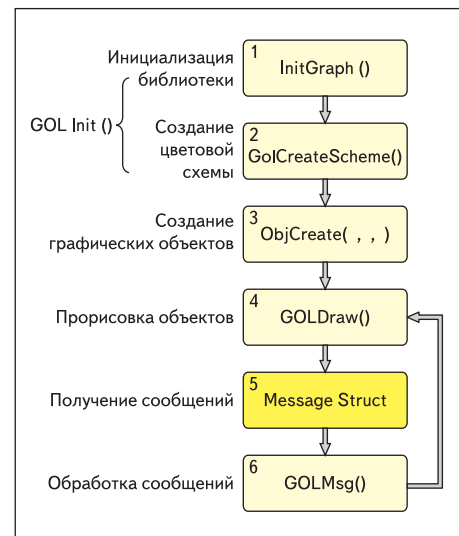 Инициализация
библиотеки
1
InitGraph ()
GOL Init ()
Создание
цветовой
схемы
2
GolCreateScheme()
Создание
графических объектов
3
ObjCreate( , , )
Прорисовка объектов
4
GOLDraw()
Получение сообщений
5
Message Struct
Обработка сообщений
6
GOLMsg()